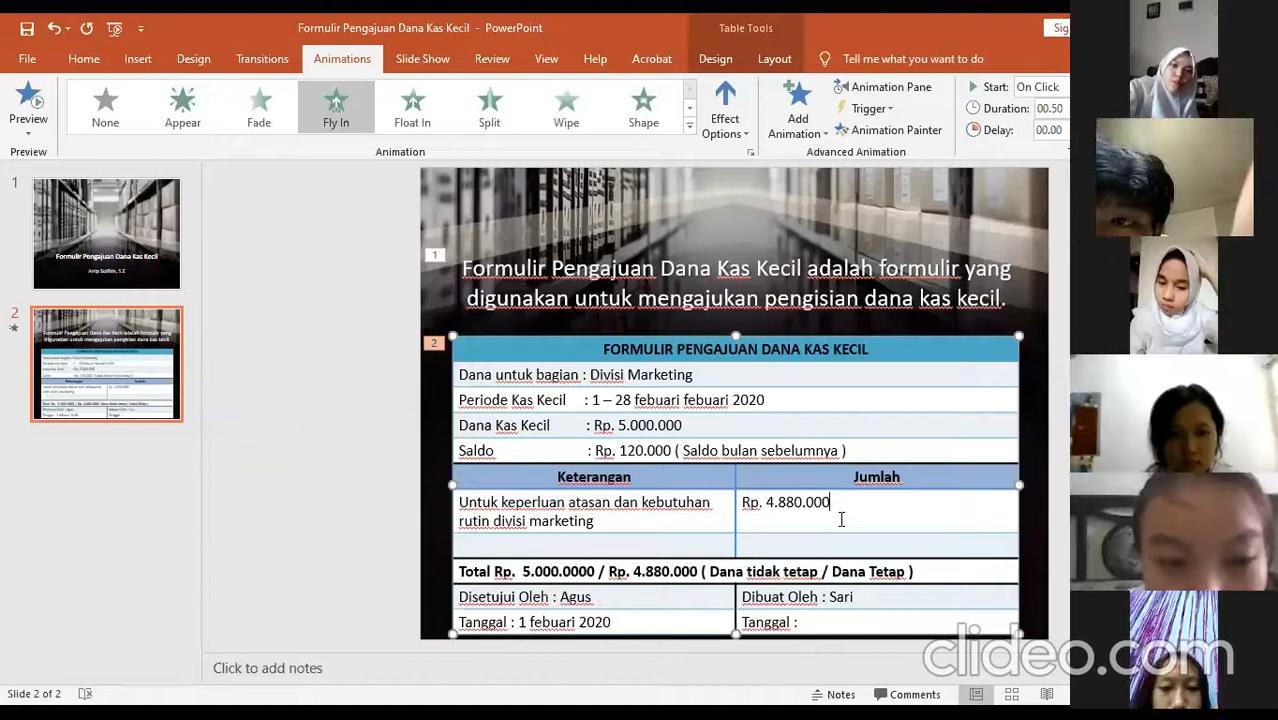 Formulir Pengajuan Dana Kas Kecil - PowerPoint
Table Tools
Sig
File
Home
Insert
Design
Transitions
Animations
Slide Show
Review
View
Help
Acrobat
Design
Layout
Tell me what you want to do
Preview
None
Appear
Fade
Fly In
Float In
Split
Wipe
Shape
Effect
Options
Add
Animation
Animation Pane
Trigger
Animation Painter
Start: On Click
Duration: 00.50
Delay: 00.00
Preview
Animation
Advanced Animation
1
Formulir Pengajuan Dana Kas Kecil
2
1
Formulir Pengajuan Dana Kas Kecil adalah formulir yang
digunakan untuk mengajukan pengisian dana kas kecil.
2
FORMULIR PENGAJUAN DANA KAS KECIL
Dana untuk bagian : Divisi Marketing
Periode Kas Kecil : 1 – 28 febuari febuari 2020
Dana Kas Kecil : Rp. 5.000.000
Saldo : Rp. 120.000 ( Saldo bulan sebelumnya )
Keterangan
Jumlah
Untuk keperluan atasan dan kebutuhan
rutin divisi marketing
Rp. 4.880.000
Total Rp. 5.000.0000 / Rp. 4.880.000 ( Dana tidak tetap / Dana Tetap )
Disetujui Oleh : Agus
Dibuat Oleh : Sari
Tanggal : 1 febuari 2020
Tanggal :
clideo.com
Click to add notes
Slide 2 of 2
Notes
Comments